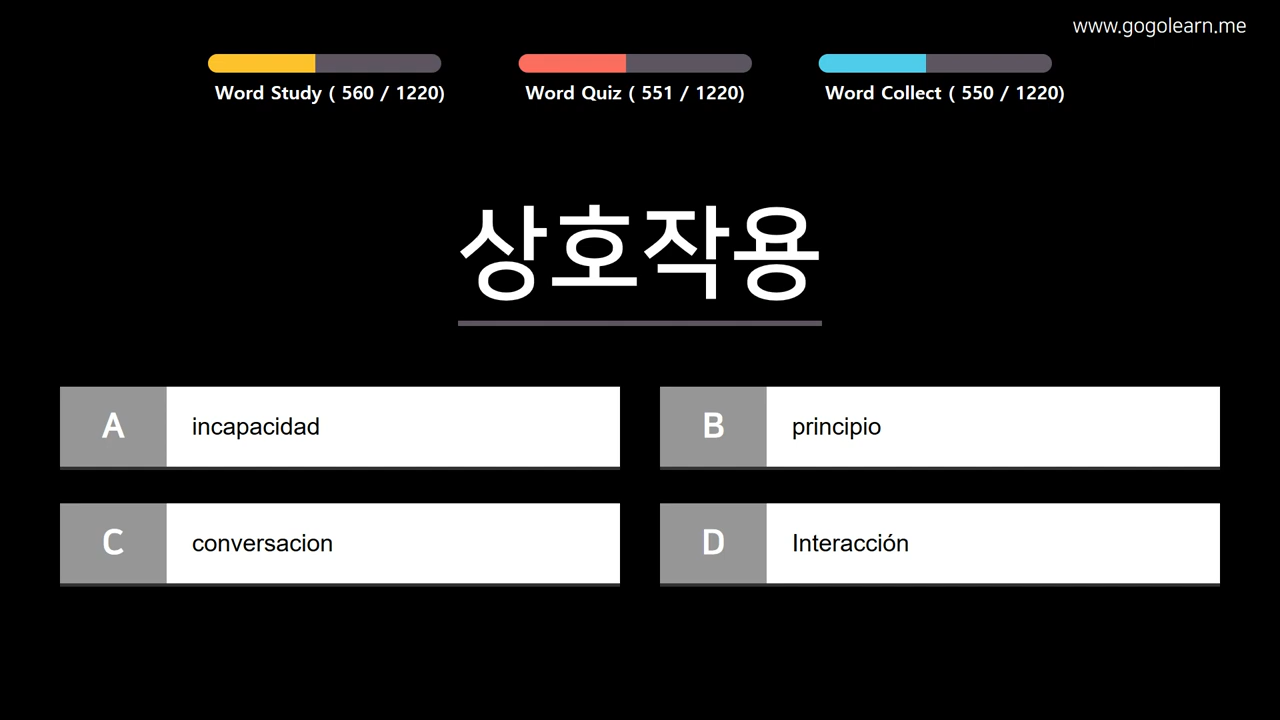 www.gogolearn.me
Word Study ( 560 / 1220)
Word Quiz ( 551 / 1220)
Word Collect ( 550 / 1220)
상호작용
A
incapacidad
B
principio
C
conversacion
D
Interacción